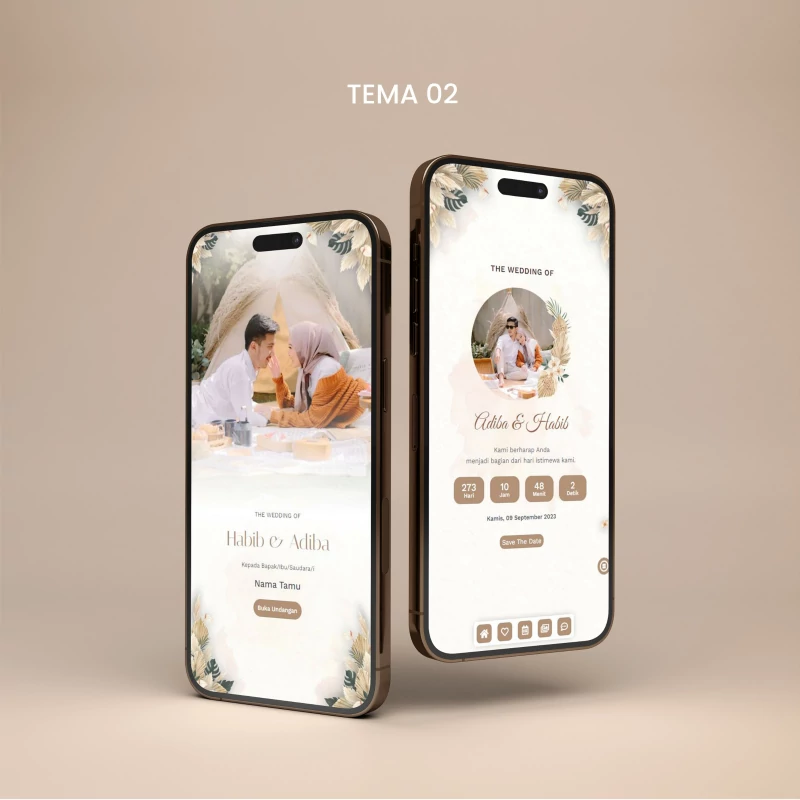 TEMA 02
THE WEDDING OF
Habib & Adiba
Kepada Bapak/Ibu/Saudara/i
Nama Tamu
Buka Undangan
THE WEDDING OF
Adiba & Habib
Kami berharap Anda
menjadi bagian dari hari istimewa kami.
273 10 48 2
Hari Jam Menit Detik
Kamis, 09 September 2023
Save The Date